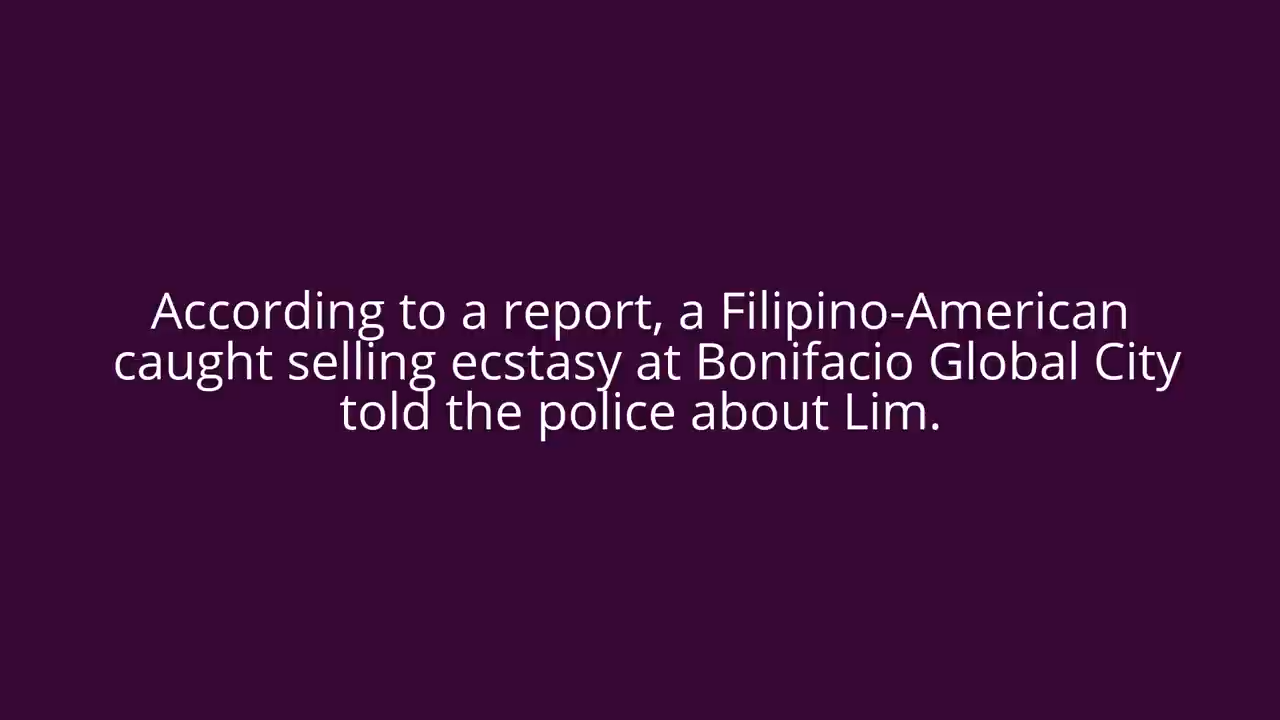 According to a report, a Filipino-American
caught selling ecstasy at Bonifacio Global City
told the police about Lim.